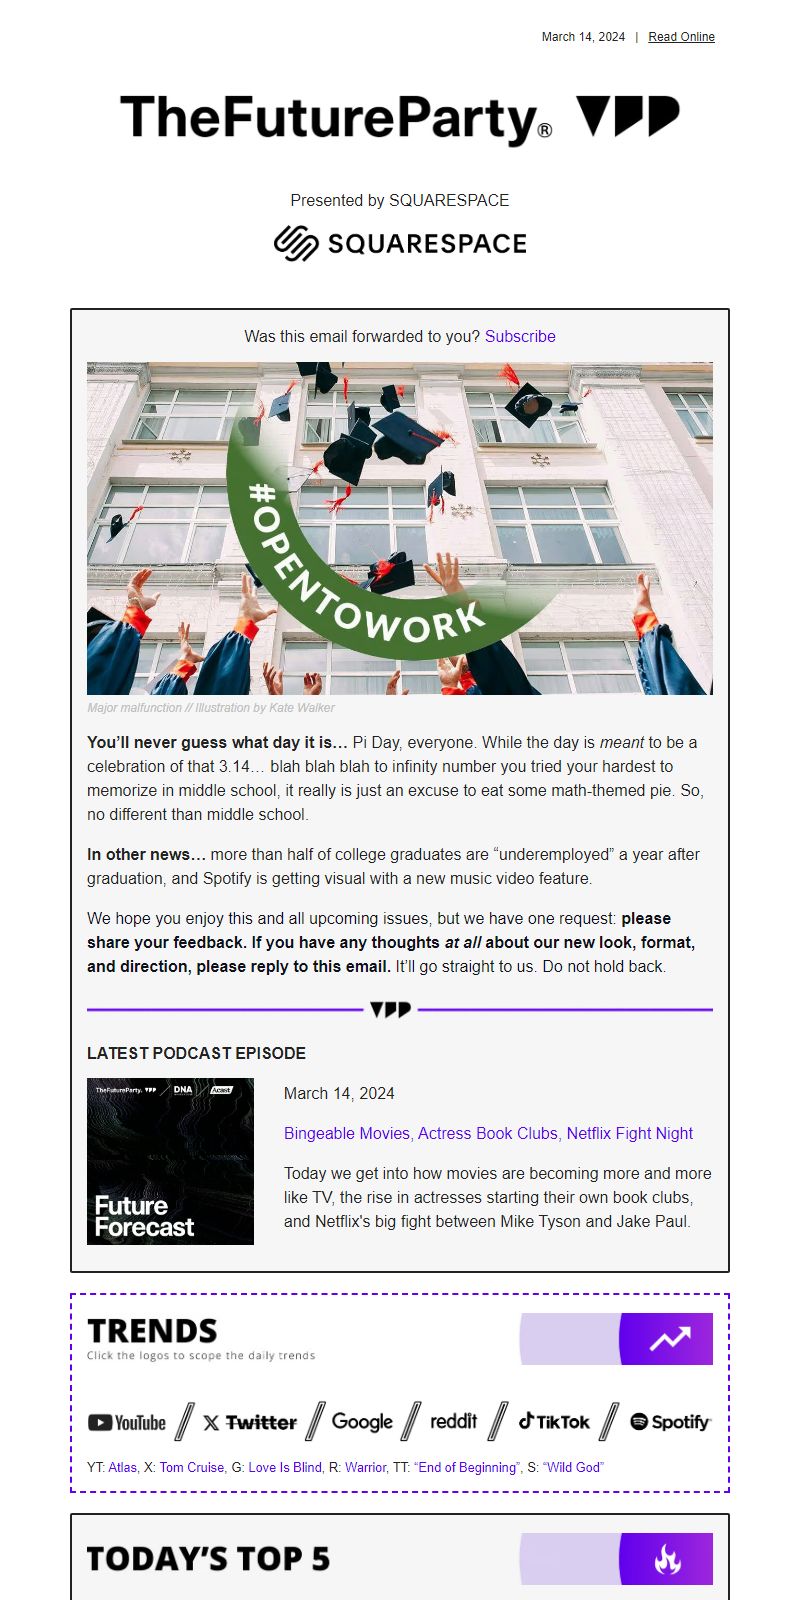 March 14, 2024 | Read Online
TheFutureParty®
Presented by SQUARESPACE
SQUARESPACE
Was this email forwarded to you? Subscribe
#OPENTOWORK
Major malfunction // Illustration by Kate Walker
You’ll never guess what day it is… Pi Day, everyone. While the day is meant to be a
celebration of that 3.14… blah blah blah to infinity number you tried your hardest to
memorize in middle school, it really is just an excuse to eat some math-themed pie. So,
no different than middle school.
In other news… more than half of college graduates are “underemployed” a year after
graduation, and Spotify is getting visual with a new music video feature.
We hope you enjoy this and all upcoming issues, but we have one request: please
share your feedback. If you have any thoughts at all about our new look, format,
and direction, please reply to this email. It’ll go straight to us. Do not hold back.
LATEST PODCAST EPISODE
TheFutureParty. DNA Acast
Future
Forecast
March 14, 2024
Bingeable Movies, Actress Book Clubs, Netflix Fight Night
Today we get into how movies are becoming more and more
like TV, the rise in actresses starting their own book clubs,
and Netflix's big fight between Mike Tyson and Jake Paul.
TRENDS
Click the logos to scope the daily trends
YouTube X Twitter Google reddit TikTok Spotify
YT: Atlas, X: Tom Cruise, G: Love Is Blind, R: Warrior, TT: “End of Beginning”, S: “Wild God”
TODAY’S TOP 5